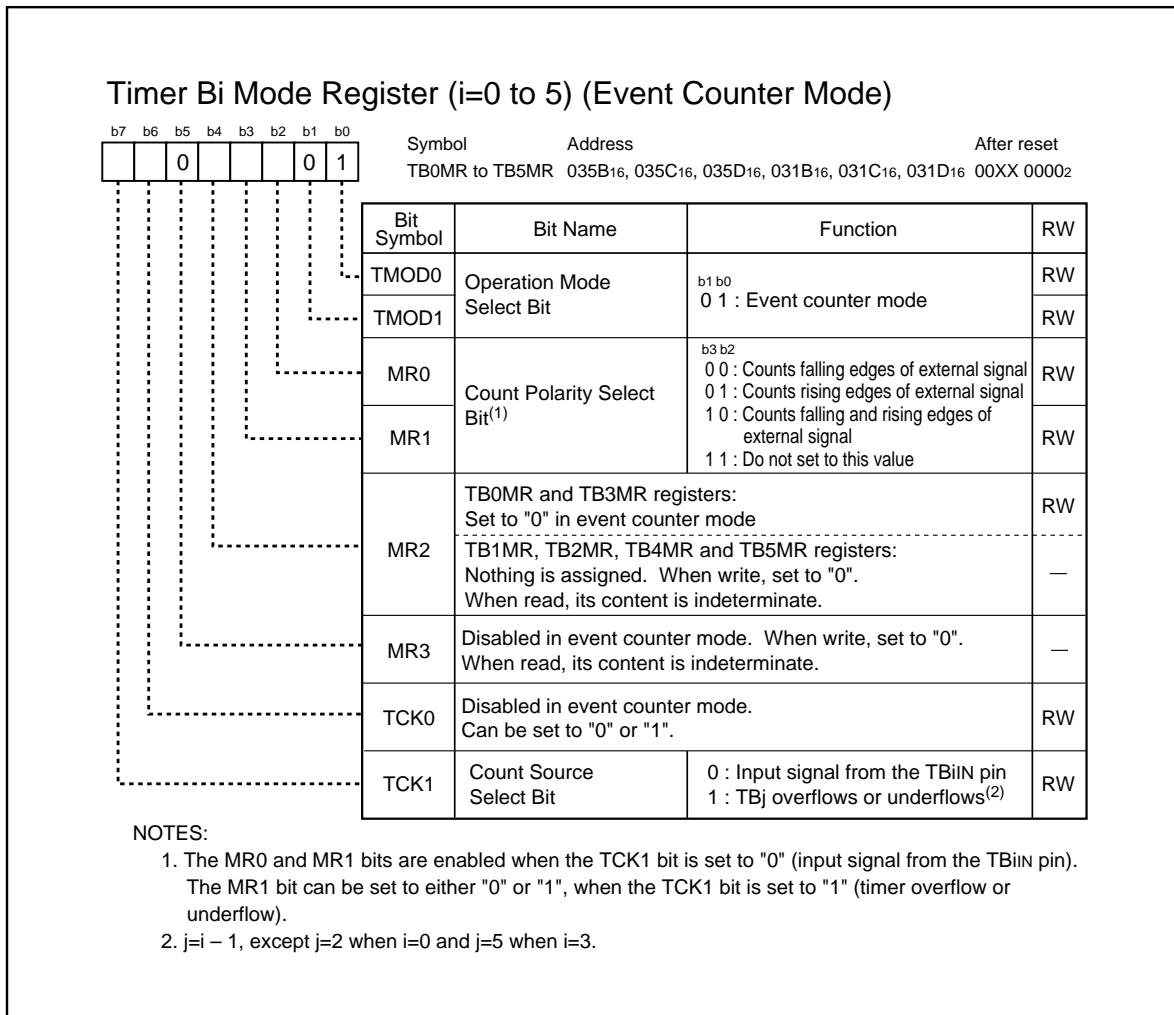 Timer Bi Mode Register (i=0 to 5) (Event Counter Mode)
b7 b6 b5 b4 b3 b2 b1 b0
0 0 1
Symbol Address After reset
TB0MR to TB5MR 035B16, 035C16, 035D16, 031B16, 031C16, 031D16 00XX 00002
Bit Symbol Bit Name Function RW
TMOD0 RW
Operation Mode
Select Bit
b1 b0
0 1 : Event counter mode
TMOD1 RW
MR0 RW
Count Polarity Select
Bit(1)
b3 b2
0 0 : Counts falling edges of external signal
0 1 : Counts rising edges of external signal
1 0 : Counts falling and rising edges of
external signal
1 1 : Do not set to this value
MR1 RW
MR2
TB0MR and TB3MR registers:
Set to "0" in event counter mode
RW
TB1MR, TB2MR, TB4MR and TB5MR registers:
Nothing is assigned. When write, set to "0".
When read, its content is indeterminate.
—
MR3
Disabled in event counter mode. When write, set to "0".
When read, its content is indeterminate.
—
TCK0
Disabled in event counter mode.
Can be set to "0" or "1".
RW
TCK1
Count Source
Select Bit
0 : Input signal from the TBiIN pin
1 : TBj overflows or underflows(2)
RW
NOTES:
1. The MR0 and MR1 bits are enabled when the TCK1 bit is set to "0" (input signal from the TBiIN pin).
The MR1 bit can be set to either "0" or "1", when the TCK1 bit is set to "1" (timer overflow or
underflow).
2. j=i – 1, except j=2 when i=0 and j=5 when i=3.